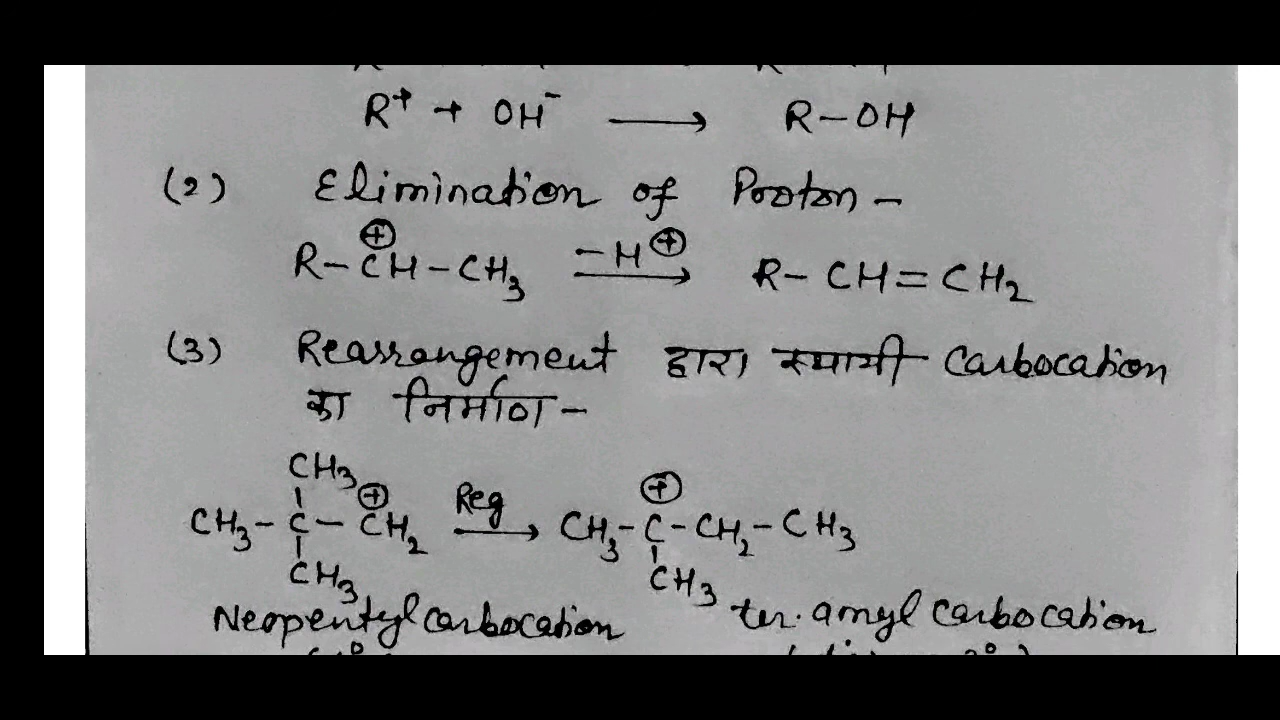 R⁺ + OH⁻ ⟶ R-OH
(2) Elimination of Proton -
⊕
R-CH-CH₃ -H⊕⟶ R-CH=CH₂
(3) Rearrangement द्वारा स्थायी Carbocation
का निर्माण -
CH₃
⊕ ⊕
CH₃-C-CH₂ Reg⟶ CH₃-C-CH₂-CH₃
CH₃ CH₃
Neopentyl carbocation ter. amyl carbocation